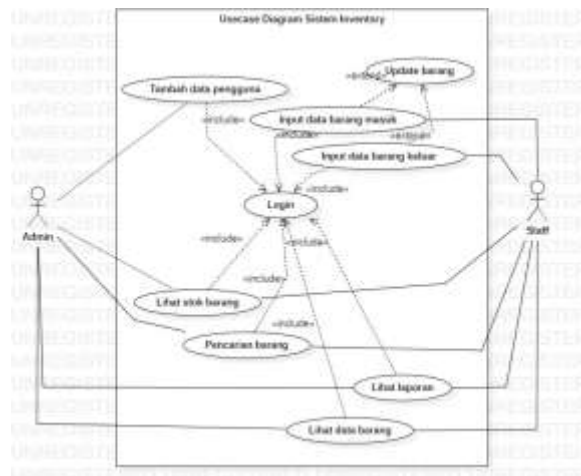 Usecase Diagram Sistem Inventory
Update barang
«extend»
Tambah data pengguna
Input data barang masuk
«include»
«include»
«extend»
Input data barang keluar
«include»
Login
Admin
Staff
«include»
«include»
«include»
Lihat stok barang
«include»
Pencarian barang
Lihat laporan
Lihat data barang
UNREGISTERED